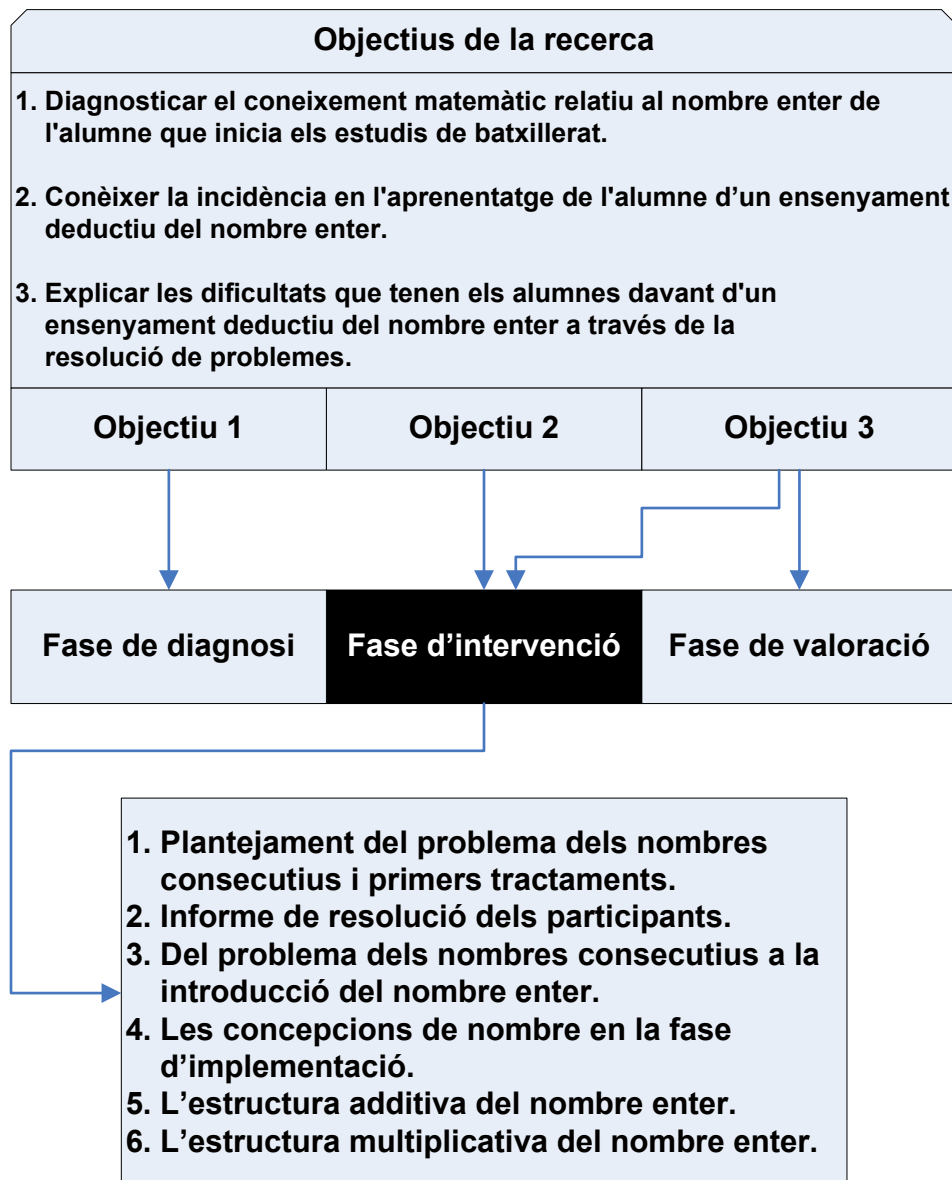 Objectius de la recerca
1. Diagnosticar el coneixement matemàtic relatiu al nombre enter de
l'alumne que inicia els estudis de batxillerat.
2. Conèixer la incidència en l'aprenentatge de l'alumne d’un ensenyament
deductiu del nombre enter.
3. Explicar les dificultats que tenen els alumnes davant d'un
ensenyament deductiu del nombre enter a través de la
resolució de problemes.
Objectiu 1
Objectiu 2
Objectiu 3
Fase de diagnosi
Fase d’intervenció
Fase de valoració
1. Plantejament del problema dels nombres
consecutius i primers tractaments.
2. Informe de resolució dels participants.
3. Del problema dels nombres consecutius a la
introducció del nombre enter.
4. Les concepcions de nombre en la fase
d’implementació.
5. L’estructura additiva del nombre enter.
6. L’estructura multiplicativa del nombre enter.